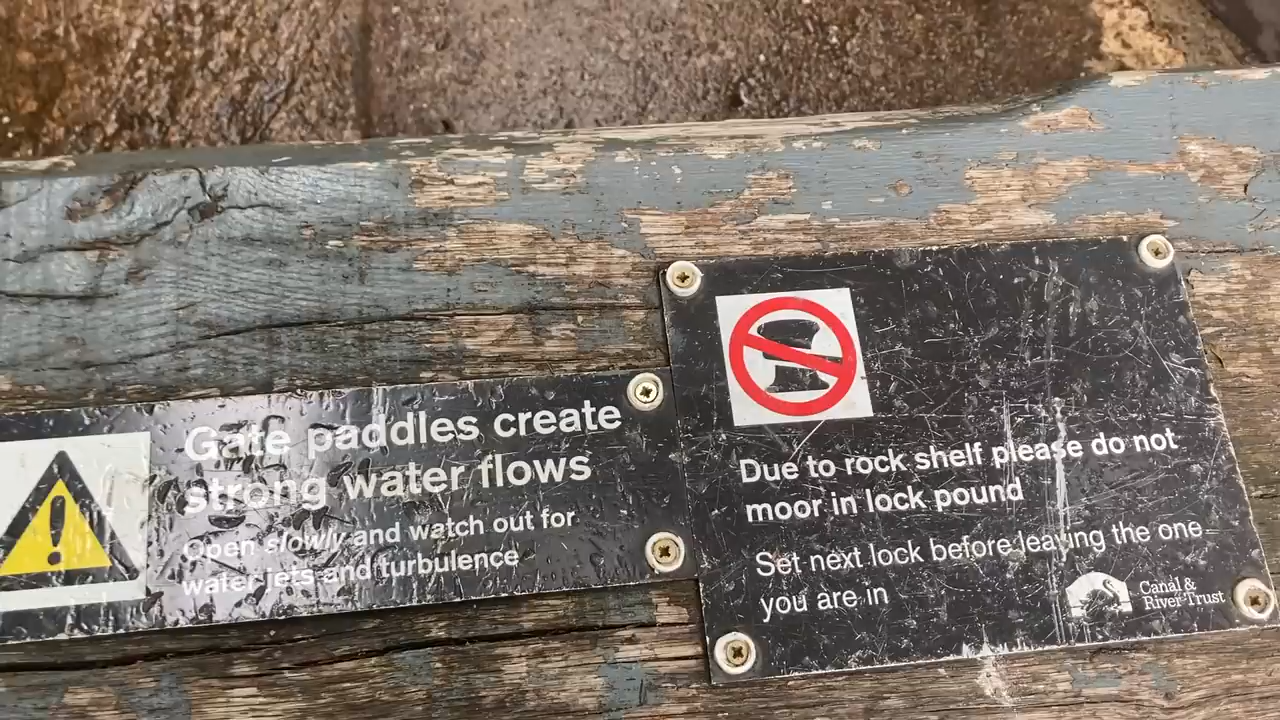 Gate paddles create
strong water flows
Open slowly and watch out for
water jets and turbulence
Due to rock shelf please do not
moor in lock pound
Set next lock before leaving the one
you are in
Canal &
River Trust